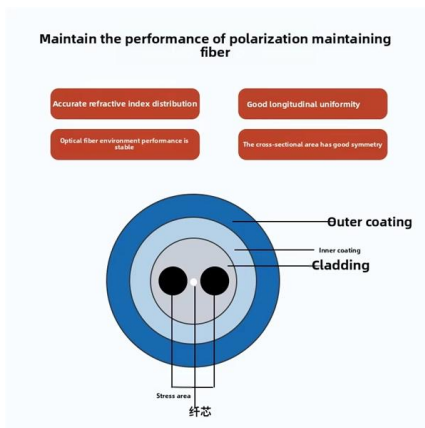 Maintain the performance of polarization maintaining
fiber
Accurate refractive index distribution
Good longitudinal uniformity
Optical fiber environment performance is
stable
The cross-sectional area has good symmetry
Outer coating
Inner coating
Cladding
Stress area
纤芯